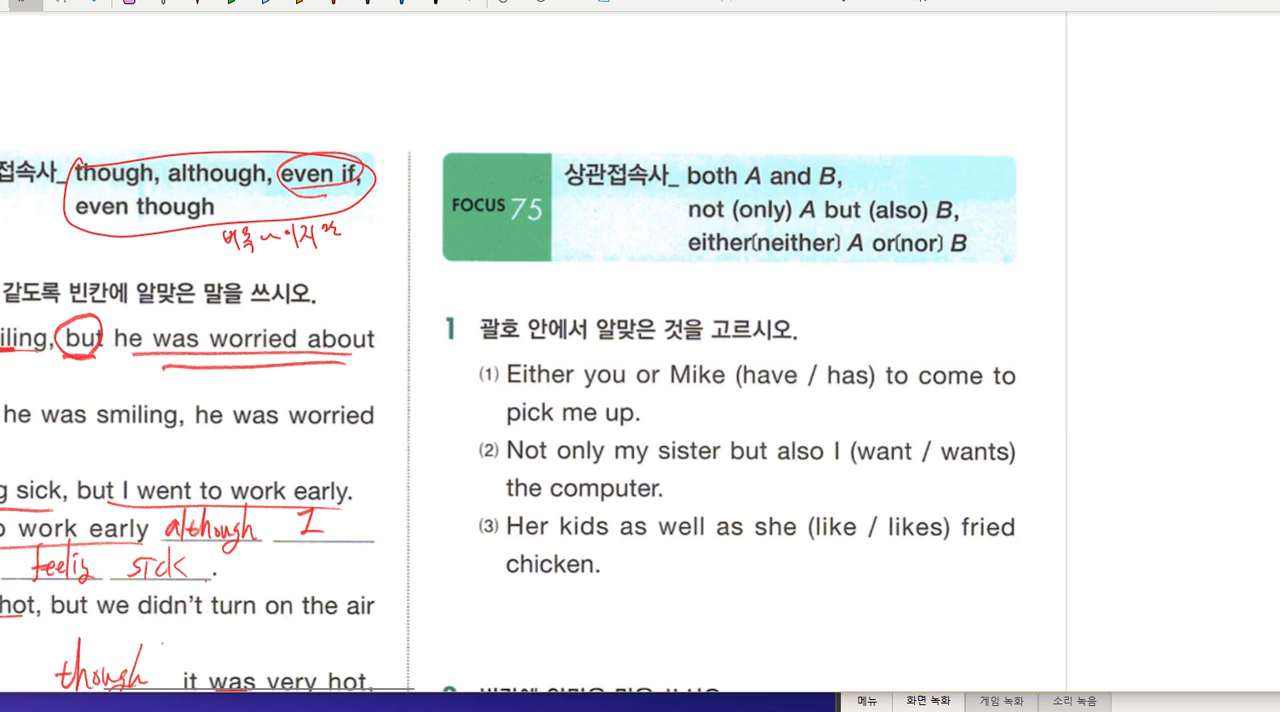 접속사_ though, although, even if,
even though
비록 ~이지만
같도록 빈칸에 알맞은 말을 쓰시오.
iling, but he was worried about
he was smiling, he was worried
g sick, but I went to work early.
o work early although I
feeling sick.
hot, but we didn't turn on the air
though it was very hot,
FOCUS 75
상관접속사_ both A and B,
not (only) A but (also) B,
either(neither) A or(nor) B
1 괄호 안에서 알맞은 것을 고르시오.
(1) Either you or Mike (have / has) to come to
pick me up.
(2) Not only my sister but also I (want / wants)
the computer.
(3) Her kids as well as she (like / likes) fried
chicken.
메뉴 화면 녹화 게임 녹화 소리 녹음